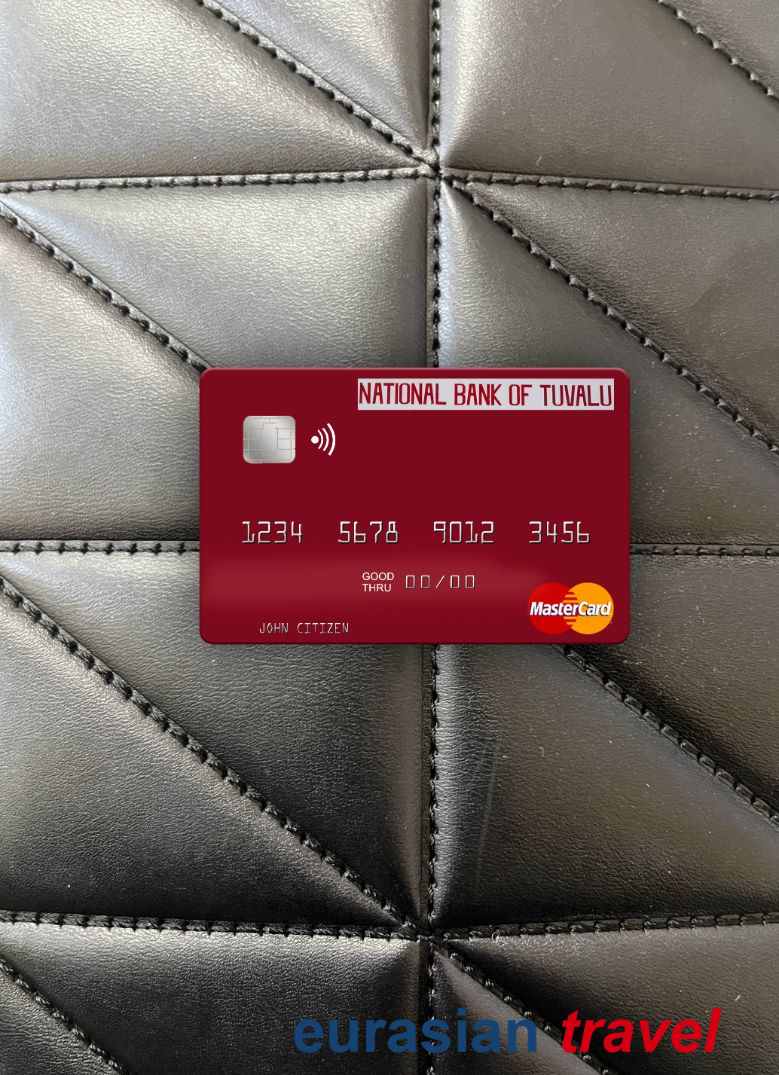 NATIONAL BANK OF TUVALU
1234 5678 9012 3456
GOOD THRU 00/00
MasterCard
JOHN CITIZEN
eurasian travel